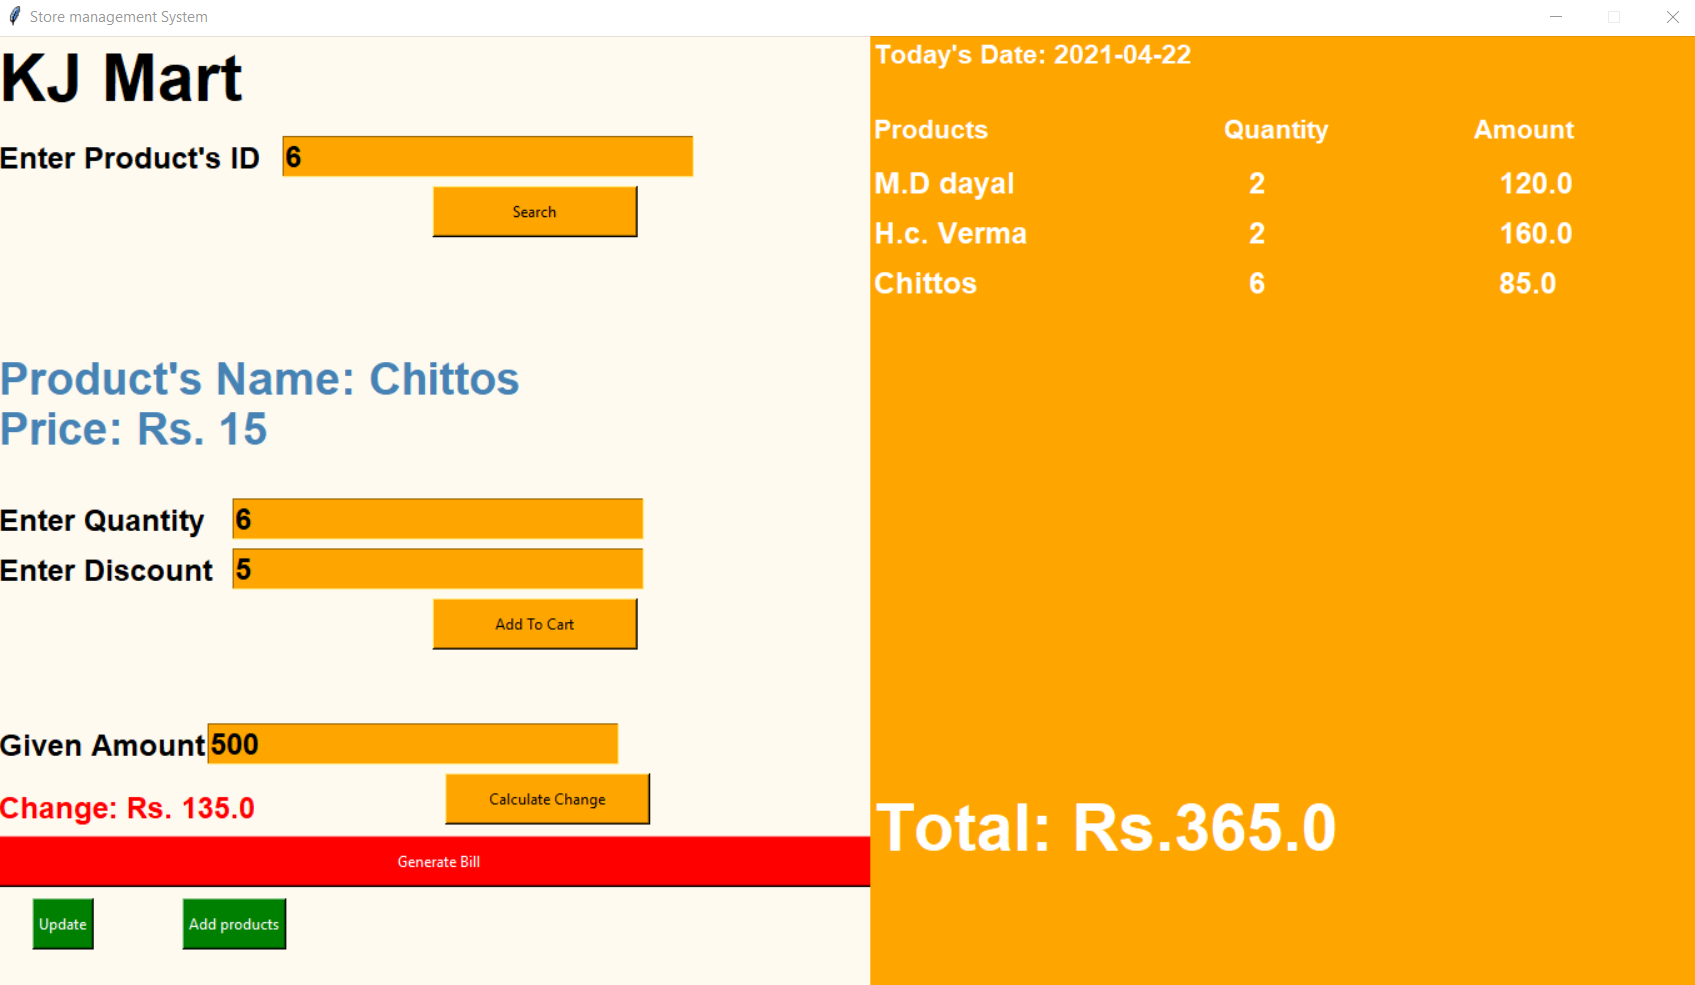 Store management System
KJ Mart
Enter Product's ID 6
Search
Product's Name: Chittos
Price: Rs. 15
Enter Quantity 6
Enter Discount 5
Add To Cart
Given Amount 500
Calculate Change
Change: Rs. 135.0
Generate Bill
Update Add products
Today's Date: 2021-04-22
Products Quantity Amount
M.D dayal 2 120.0
H.c. Verma 2 160.0
Chittos 6 85.0
Total: Rs.365.0